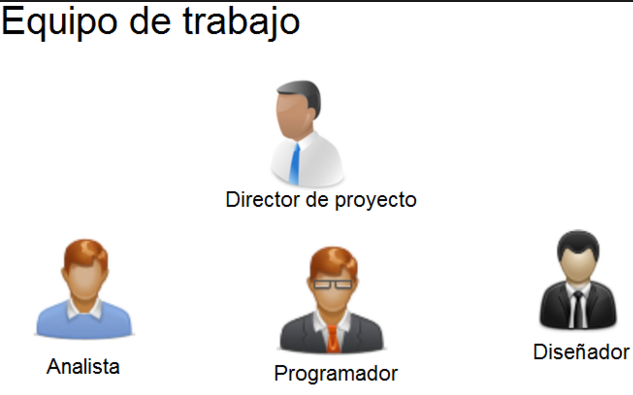 Equipo de trabajo
Director de proyecto
Analista
Programador
Diseñador